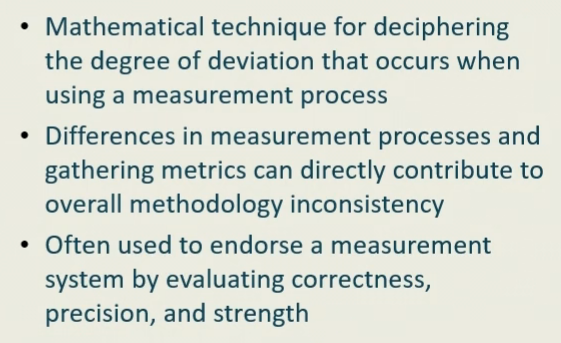 • Mathematical technique for deciphering
the degree of deviation that occurs when
using a measurement process
• Differences in measurement processes and
gathering metrics can directly contribute to
overall methodology inconsistency
• Often used to endorse a measurement
system by evaluating correctness,
precision, and strength